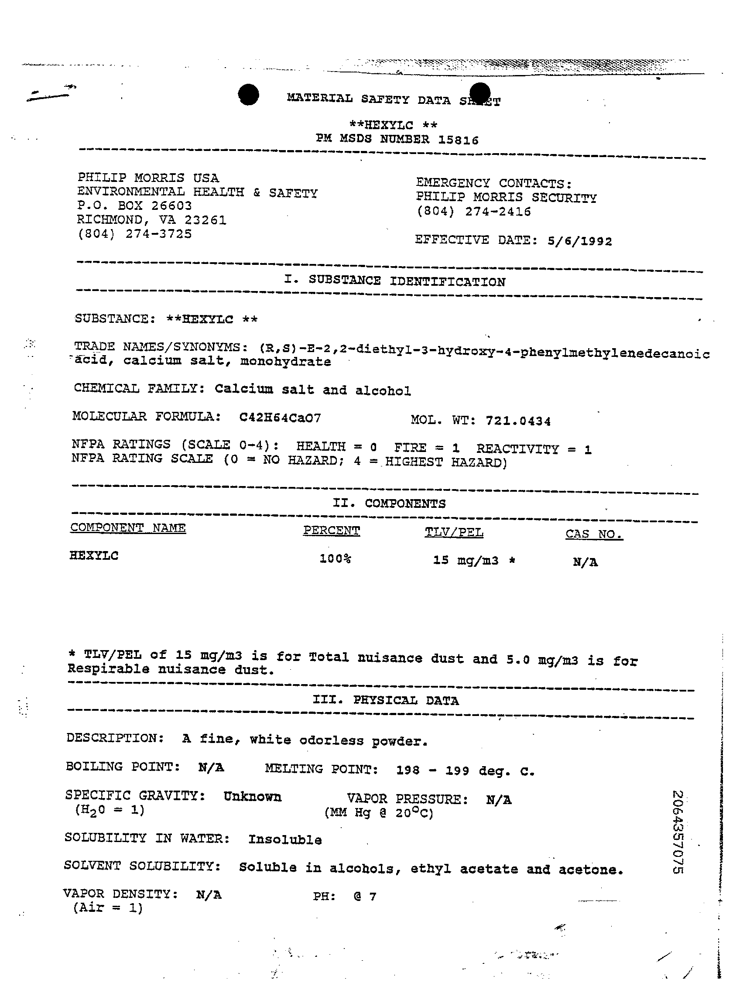 MATERIAL SAFETY DATA
**HEXYLC **
PM MSDS NUMBER 15816
PHILIP MORRIS USA
ENVIRONMENTAL HEALTH & SAFETY
P.O. BOX 26603
RICHMOND, VA 23261
(804) 274-3725
EMERGENCY CONTACTS:
PHILIP MORRIS SECURITY
(804) 274-2416
EFFECTIVE DATE: 5/6/1992
I. SUBSTANCE IDENTIFICATION
SUBSTANCE: **HEXYLC **
TRADE NAMES/SYNONYMS: (R,S)-E-2,2-diethyl-3-hydroxy-4-phenylmethylenedecanoic
acid, calcium salt, monohydrate
CHEMICAL FAMILY: Calcium salt and alcohol
MOLECULAR FORMULA: C42H64CaO7 MOL. WT: 721.0434
NFPA RATINGS (SCALE 0-4): HEALTH = 0 FIRE = 1 REACTIVITY = 1
NFPA RATING SCALE (0 = NO HAZARD; 4 = HIGHEST HAZARD)
II. COMPONENTS
COMPONENT NAME PERCENT TLV/PEL CAS NO.
HEXYLC 100% 15 mg/m3 * N/A
* TLV/PEL of 15 mg/m3 is for Total nuisance dust and 5.0 mg/m3 is for
Respirable nuisance dust.
III. PHYSICAL DATA
DESCRIPTION: A fine, white odorless powder.
BOILING POINT: N/A MELTING POINT: 198 - 199 deg. C.
SPECIFIC GRAVITY: Unknown VAPOR PRESSURE: N/A
(H2O = 1) (MM Hg @ 20°C)
SOLUBILITY IN WATER: Insoluble
SOLVENT SOLUBILITY: Soluble in alcohols, ethyl acetate and acetone.
VAPOR DENSITY: N/A PH: @ 7
(Air = 1)
2064357075